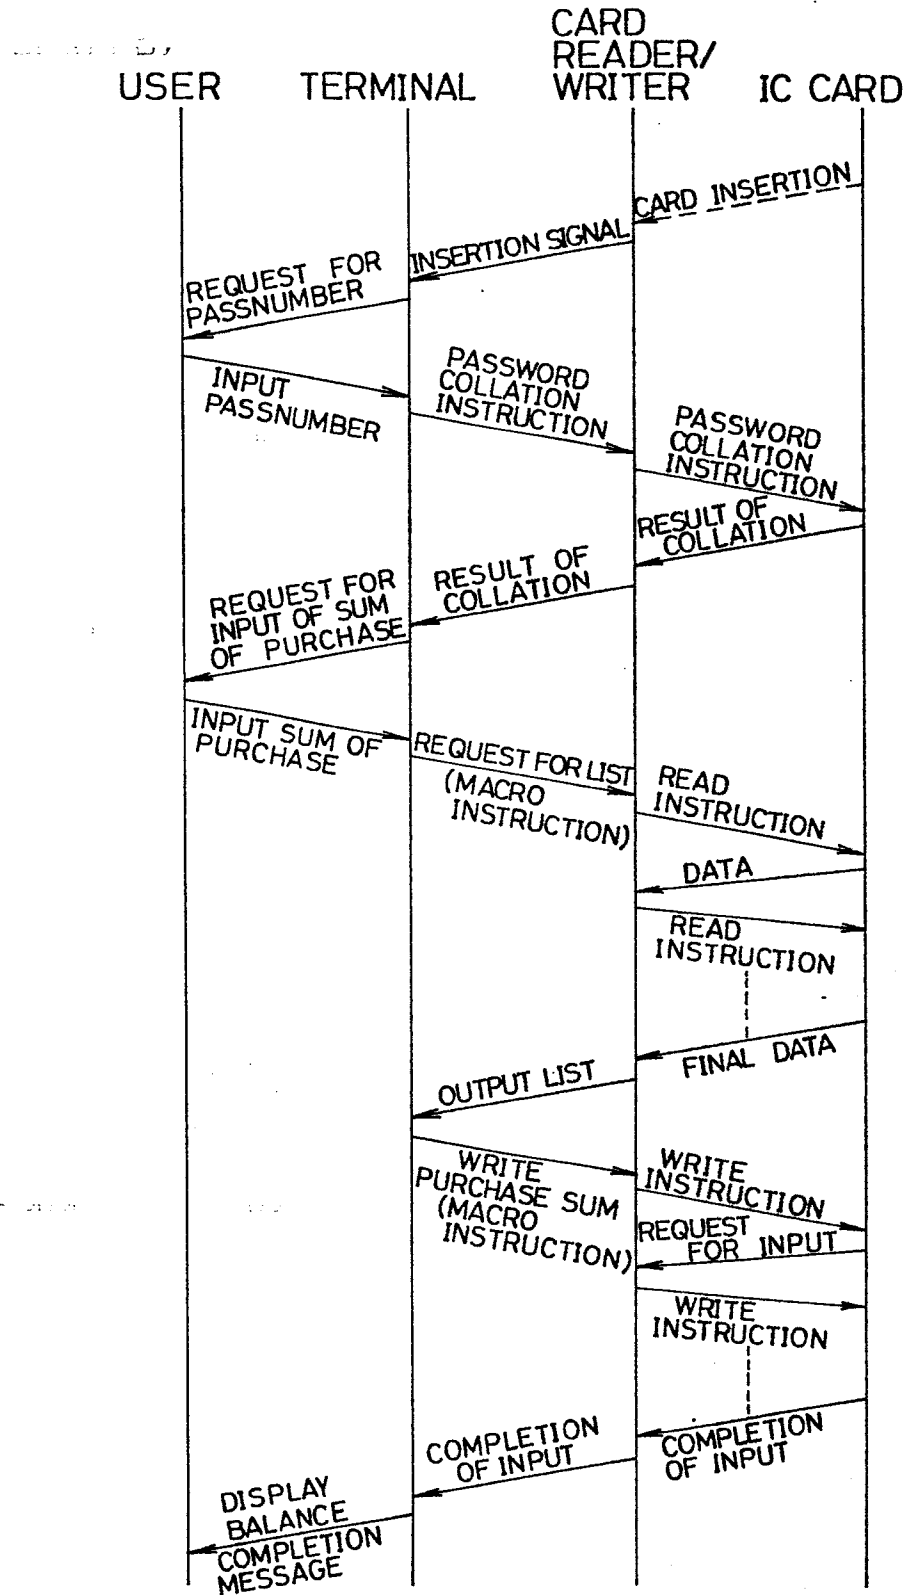 CARD
READER/
WRITER
USER
TERMINAL
IC CARD
CARD INSERTION
INSERTION SIGNAL
REQUEST FOR
PASSNUMBER
INPUT
PASSNUMBER
PASSWORD
COLLATION
INSTRUCTION
PASSWORD
COLLATION
INSTRUCTION
RESULT OF
COLLATION
RESULT OF
COLLATION
REQUEST FOR
INPUT OF SUM
OF PURCHASE
INPUT SUM OF
PURCHASE
REQUEST FOR LIST
(MACRO
INSTRUCTION)
READ
INSTRUCTION
DATA
READ
INSTRUCTION
FINAL DATA
OUTPUT LIST
WRITE
PURCHASE SUM
(MACRO
INSTRUCTION)
WRITE
INSTRUCTION
REQUEST
FOR INPUT
WRITE
INSTRUCTION
COMPLETION
OF INPUT
COMPLETION
OF INPUT
DISPLAY
BALANCE
COMPLETION
MESSAGE